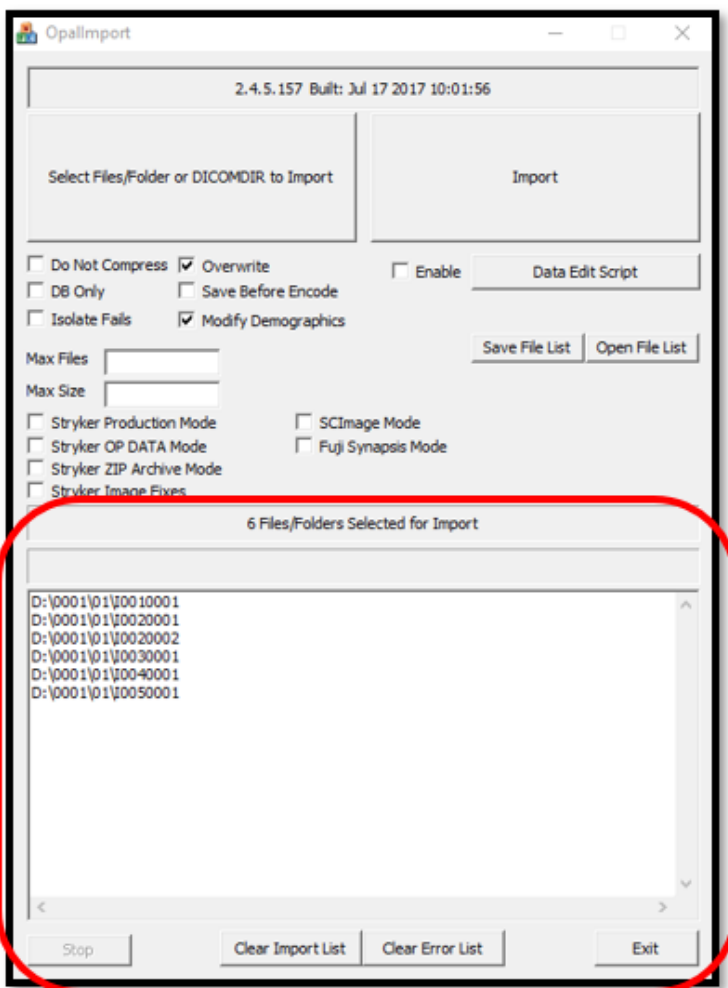 OpalImport
2.4.5.157 Built: Jul 17 2017 10:01:56
Select Files/Folder or DICOMDIR to Import
Import
Do Not Compress
Overwrite
Enable
Data Edit Script
DB Only
Save Before Encode
Isolate Fails
Modify Demographics
Save File List
Open File List
Max Files
Max Size
Stryker Production Mode
SCImage Mode
Stryker OP DATA Mode
Fuji Synapsis Mode
Stryker ZIP Archive Mode
Stryker Image Fixes
6 Files/Folders Selected for Import
D:\0001\01\I0010001
D:\0001\01\I0020001
D:\0001\01\I0020002
D:\0001\01\I0030001
D:\0001\01\I0040001
D:\0001\01\I0050001
Stop
Clear Import List
Clear Error List
Exit